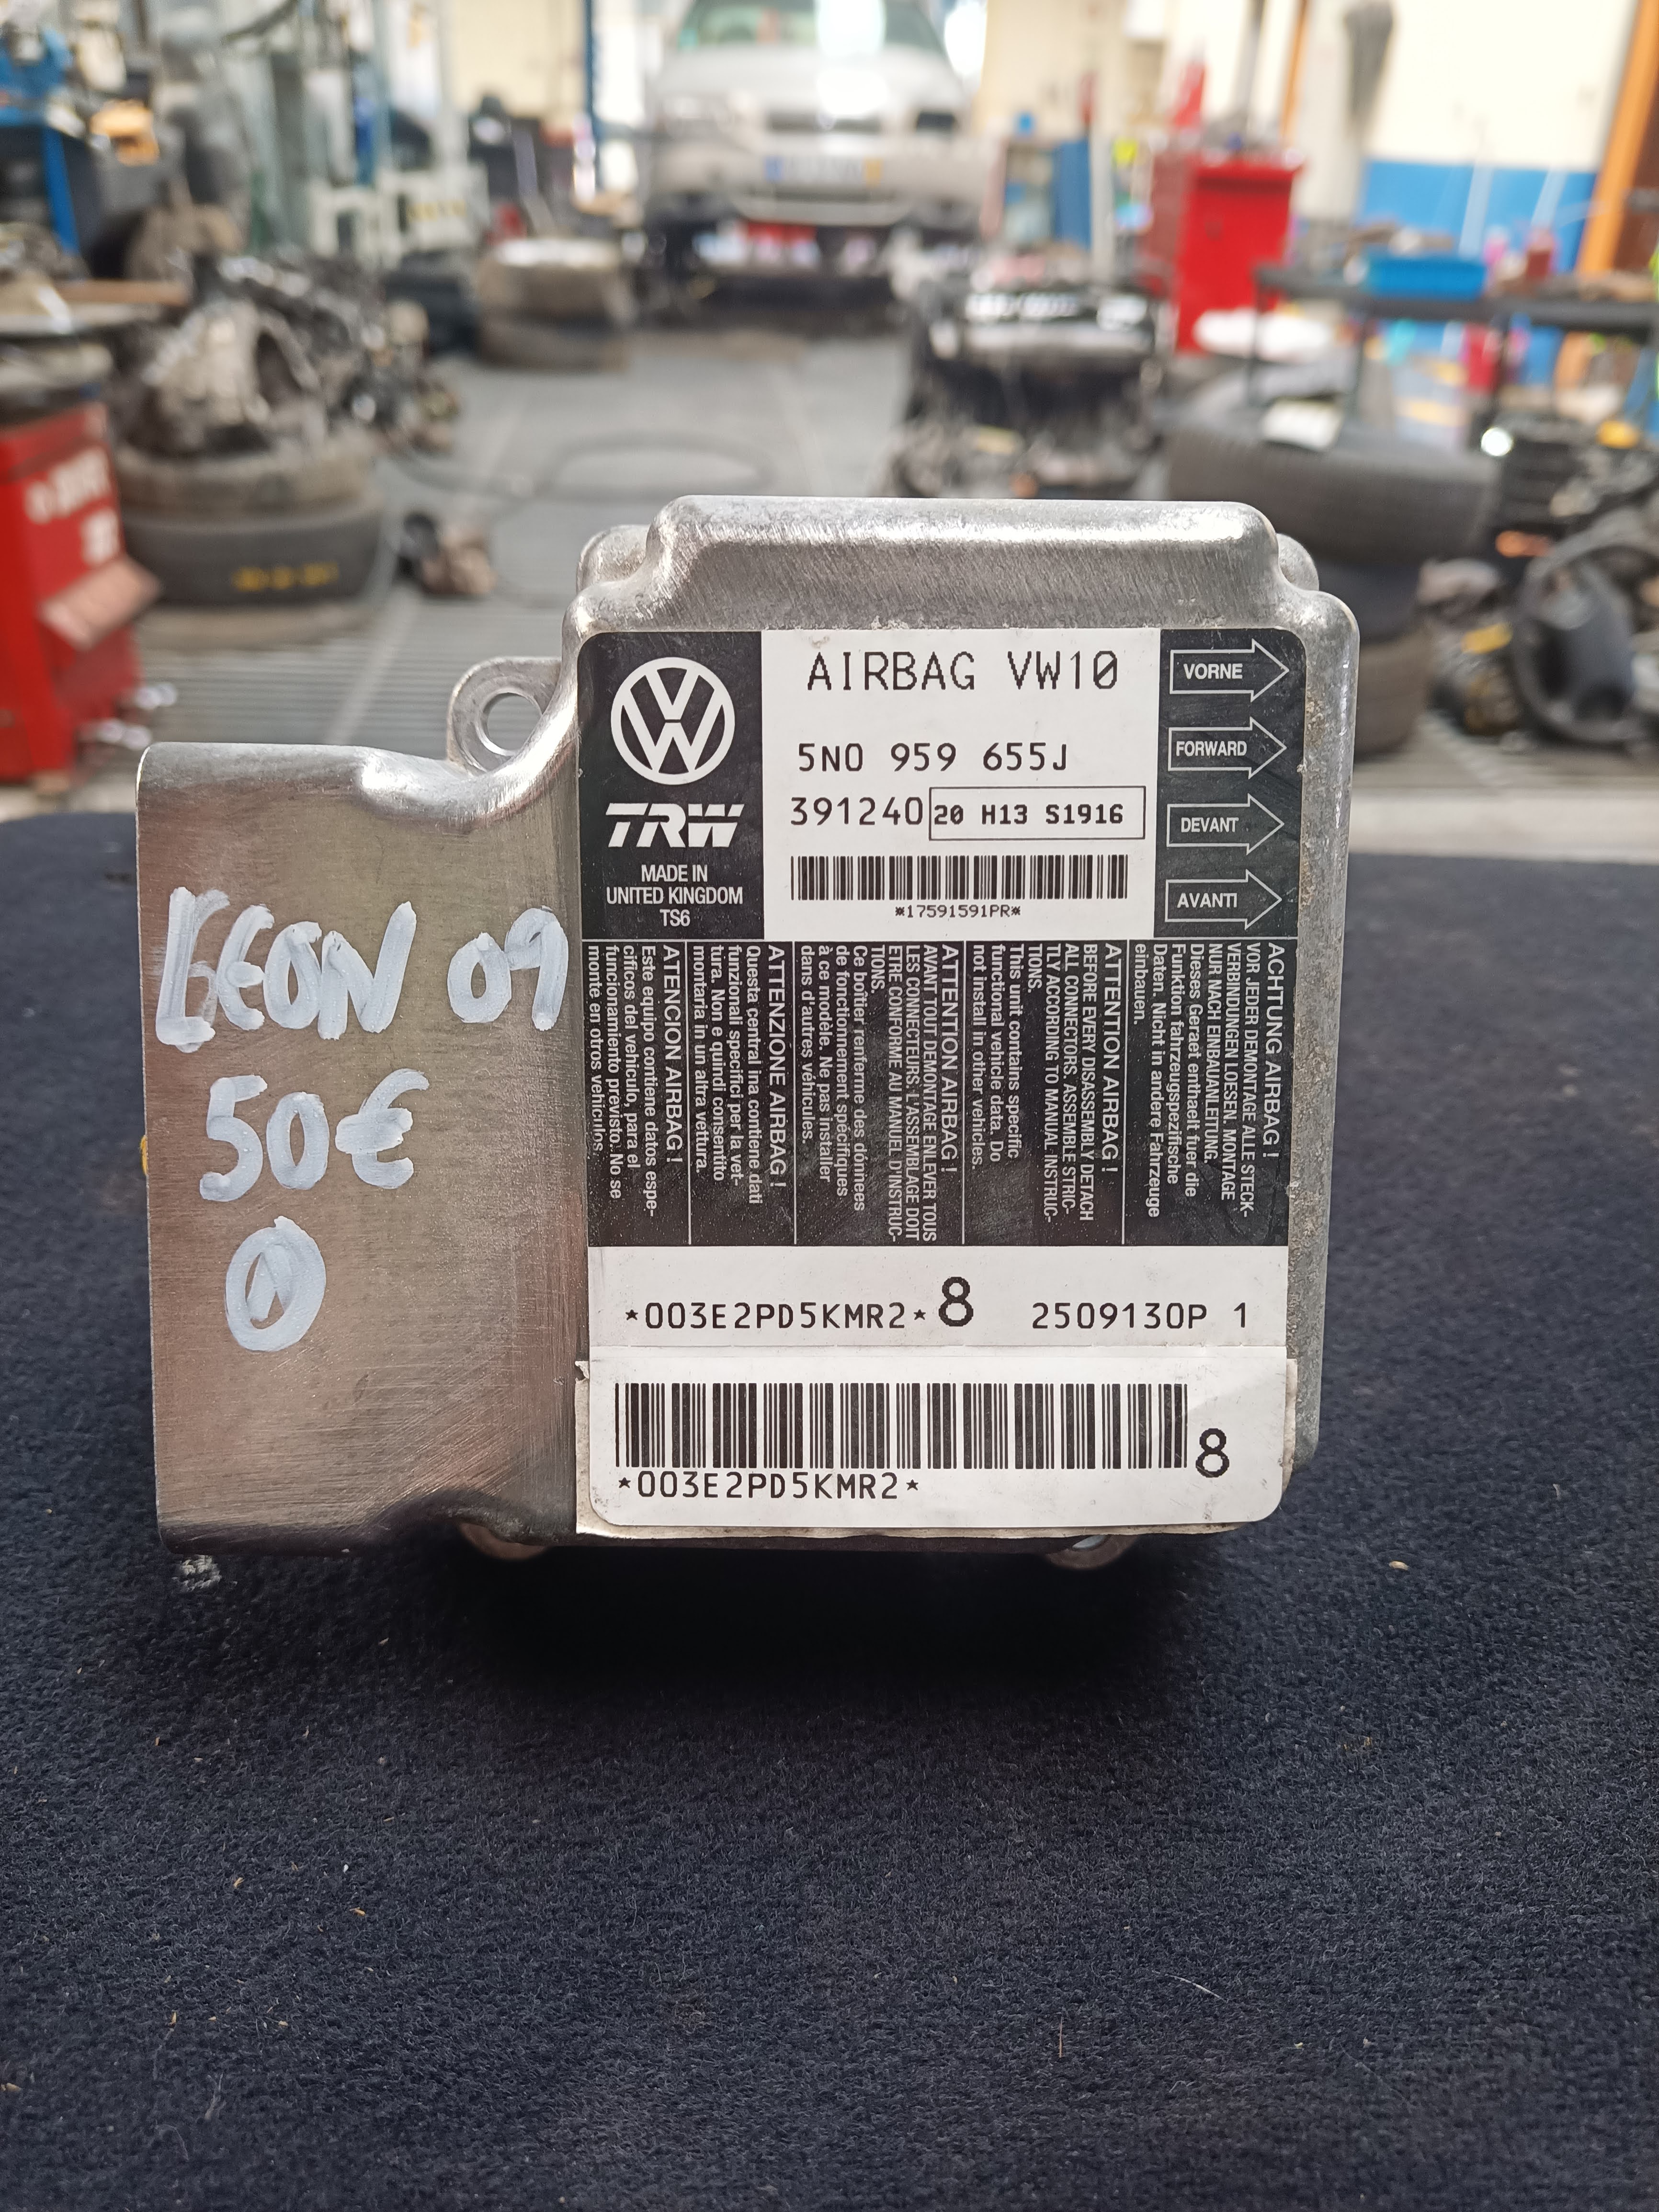 LEON 09
50€
AIRBAG VW10
5N0 959 655J
391240 20 H13 S1916
*17591591PR*
TRW
MADE IN
UNITED KINGDOM
TS6
VORNE
FORWARD
DEVANT
AVANTI
ACHTUNG AIRBAG !
VOR JEDER DEMONTAGE ALLE STECK-
VERBINDUNGEN LOESEN. MONTAGE
NUR NACH EINBAUANLEITUNG.
Dieses Geraet enthaelt fuer die
Funktion fahrzeugspezifische
Daten. Nicht in andere Fahrzeuge
einbauen.
ATTENTION AIRBAG !
BEFORE EVERY DISASSEMBLY DETACH
ALL CONNECTORS. ASSEMBLE STRIC-
TLY ACCORDING TO MANUAL INSTRUC-
TIONS.
This unit contains specific
functional vehicle data. Do
not install in other vehicles.
ATTENTION AIRBAG !
AVANT TOUT DEMONTAGE ENLEVER TOUS
LES CONNECTEURS. L'ASSEMBLAGE DOIT
ETRE CONFORME AU MANUEL D'INSTRUC-
TIONS.
Ce boîtier renferme des données
de fonctionnement spécifiques
à ce modèle. Ne pas installer
dans d'autres véhicules.
ATTENZIONE AIRBAG !
Questa central na contiene dati
funzionali specifici per la vet-
tura. Non e quindi consentito
montarla in un altra vettura.
ATENCION AIRBAG !
Este equipo contiene datos espe-
cificos del vehiculo, para el
funcionamiento previsto. No se
monte en otros vehiculos.
*003E2PD5KMR2* 8 2509130P 1
*003E2PD5KMR2* 8